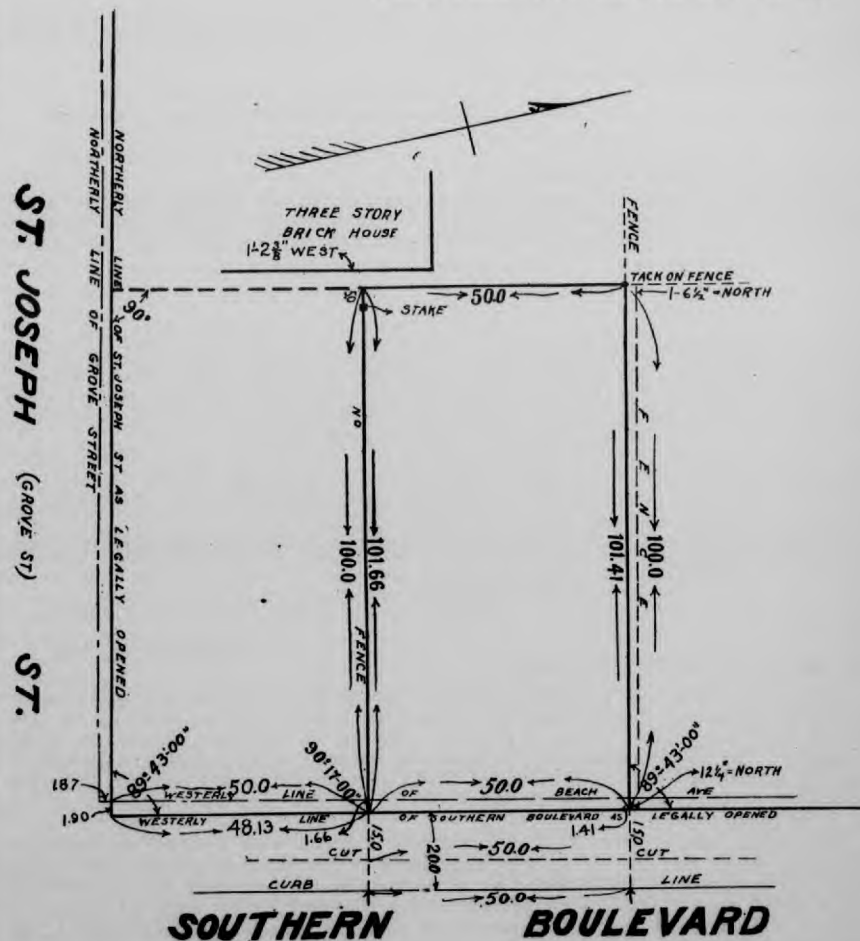 THREE STORY
BRICK HOUSE
1'-2 3/8" WEST
FENCE
TACK ON FENCE
1-6½" = NORTH
90°
50.0
STAKE
NORTHERLY LINE OF ST. JOSEPH ST AS LEGALLY OPENED
NORTHERLY LINE OF GROVE STREET
ST. JOSEPH (GROVE ST) ST.
NO FENCE
100.0
101.66
101.41
100.0
FENCE
89°-43'-00"
90°17'-00"
89°-43'-00"
12¼" = NORTH
1.87
50.0
50.0
WESTERLY LINE OF BEACH AVE
1.90
WESTERLY LINE OF SOUTHERN BOULEVARD AS LEGALLY OPENED
48.13
1.66
1.41
15.0
20.0
15.0
CUT
50.0
CUT
CURB
50.0
LINE
SOUTHERN BOULEVARD